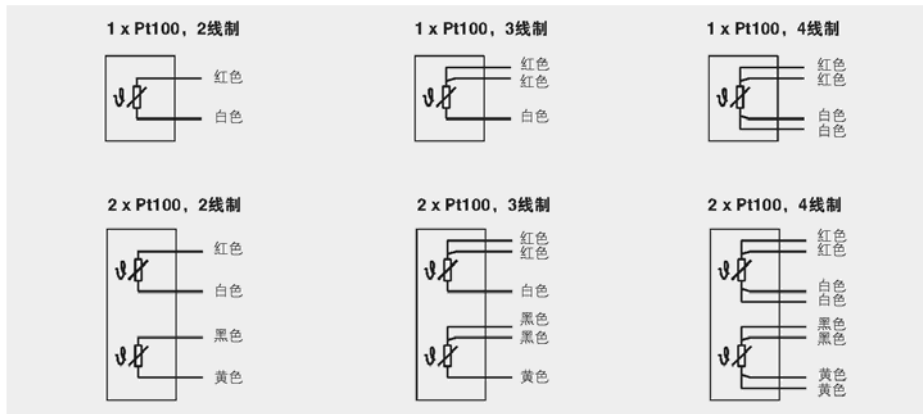 1 x Pt100，2线制
红色
白色
1 x Pt100，3线制
红色
红色
白色
1 x Pt100，4线制
红色
红色
白色
白色
2 x Pt100，2线制
红色
白色
黑色
黄色
2 x Pt100，3线制
红色
红色
白色
黑色
黑色
黄色
2 x Pt100，4线制
红色
红色
白色
白色
黑色
黑色
黄色
黄色